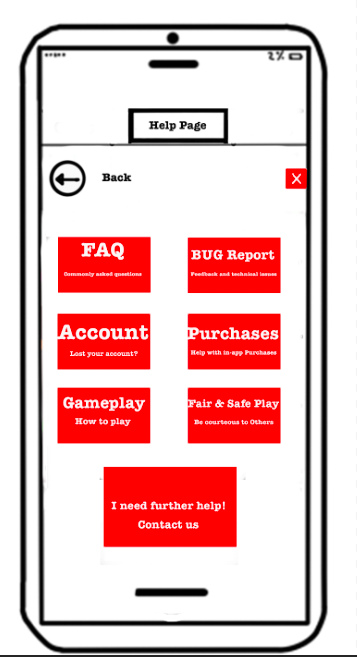 2%
Help Page
Back
X
FAQ
Commonly asked questions
BUG Report
Feedback and technical issues
Account
Lost your account?
Purchases
Help with in-app Purchases
Gameplay
How to play
Fair & Safe Play
Be courteous to Others
I need further help!
Contact us